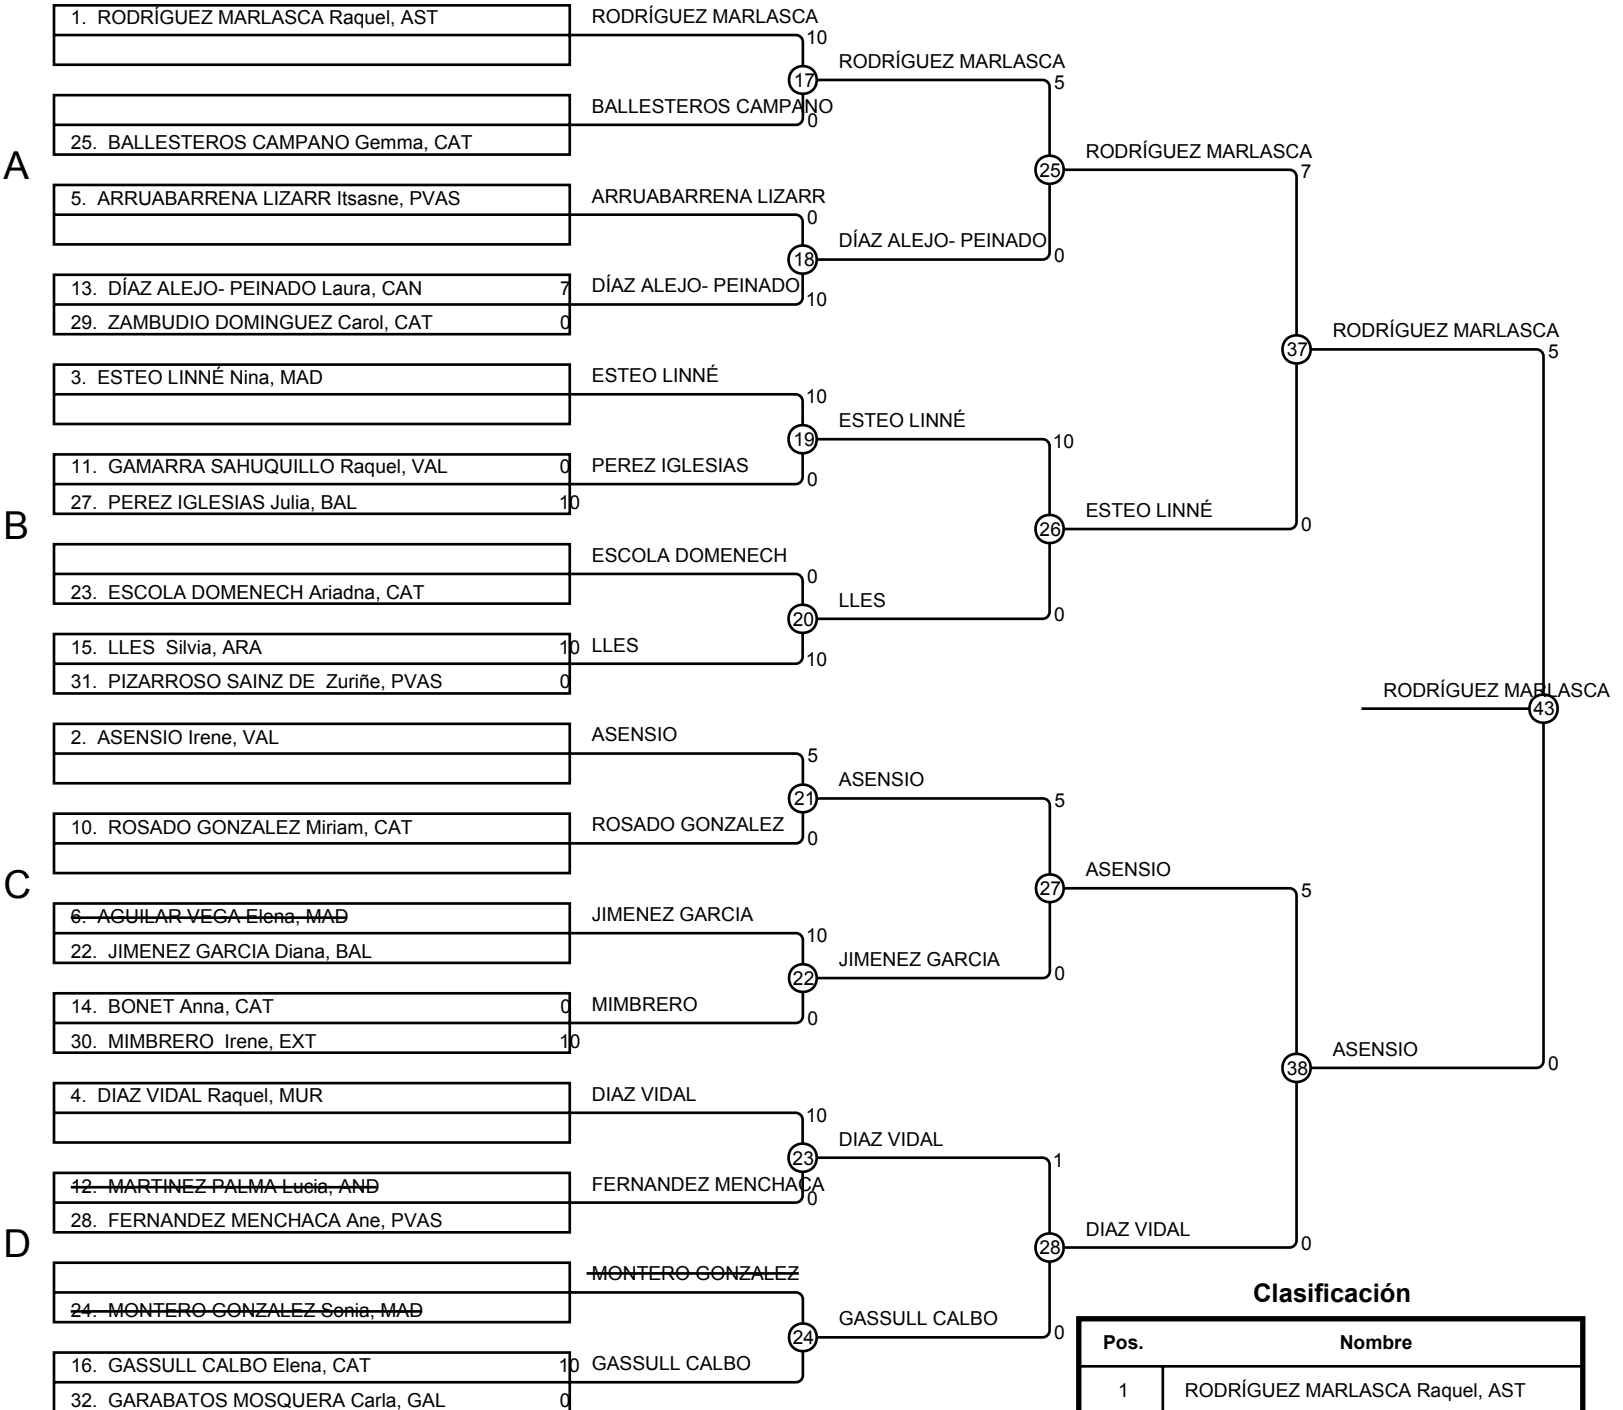 1. RODRÍGUEZ MARLASCA Raquel, AST
25. BALLESTEROS CAMPANO Gemma, CAT
A
5. ARRUABARRENA LIZARR Itsasne, PVAS
13. DÍAZ ALEJO- PEINADO Laura, CAN 7
29. ZAMBUDIO DOMINGUEZ Carol, CAT 0
3. ESTEO LINNÉ Nina, MAD
11. GAMARRA SAHUQUILLO Raquel, VAL 0
27. PEREZ IGLESIAS Julia, BAL 10
B
23. ESCOLA DOMENECH Ariadna, CAT
15. LLES Silvia, ARA 10
31. PIZARROSO SAINZ DE Zuriñe, PVAS 0
2. ASENSIO Irene, VAL
10. ROSADO GONZALEZ Miriam, CAT
C
6. AGUILAR VEGA Elena, MAD
22. JIMENEZ GARCIA Diana, BAL
14. BONET Anna, CAT 0
30. MIMBRERO Irene, EXT 10
4. DIAZ VIDAL Raquel, MUR
12. MARTINEZ PALMA Lucia, AND
28. FERNANDEZ MENCHACA Ane, PVAS
D
24. MONTERO GONZALEZ Sonia, MAD
16. GASSULL CALBO Elena, CAT 10
32. GARABATOS MOSQUERA Carla, GAL 0
RODRÍGUEZ MARLASCA
10
17
BALLESTEROS CAMPANO
0
ARRUABARRENA LIZARR
0
18
DÍAZ ALEJO- PEINADO
10
ESTEO LINNÉ
10
19
PEREZ IGLESIAS
0
ESCOLA DOMENECH
0
20
LLES
10
ASENSIO
5
21
ROSADO GONZALEZ
0
JIMENEZ GARCIA
10
22
MIMBRERO
0
DIAZ VIDAL
10
23
FERNANDEZ MENCHACA
0
MONTERO GONZALEZ
24
GASSULL CALBO
RODRÍGUEZ MARLASCA
5
25
DÍAZ ALEJO- PEINADO
0
ESTEO LINNÉ
10
26
LLES
0
ASENSIO
5
27
JIMENEZ GARCIA
0
DIAZ VIDAL
1
28
GASSULL CALBO
0
RODRÍGUEZ MARLASCA
7
37
ESTEO LINNÉ
0
ASENSIO
5
38
DIAZ VIDAL
0
RODRÍGUEZ MARLASCA
5
RODRÍGUEZ MARLASCA
43
ASENSIO
0
Clasificación
Pos. Nombre
1 RODRÍGUEZ MARLASCA Raquel, AST